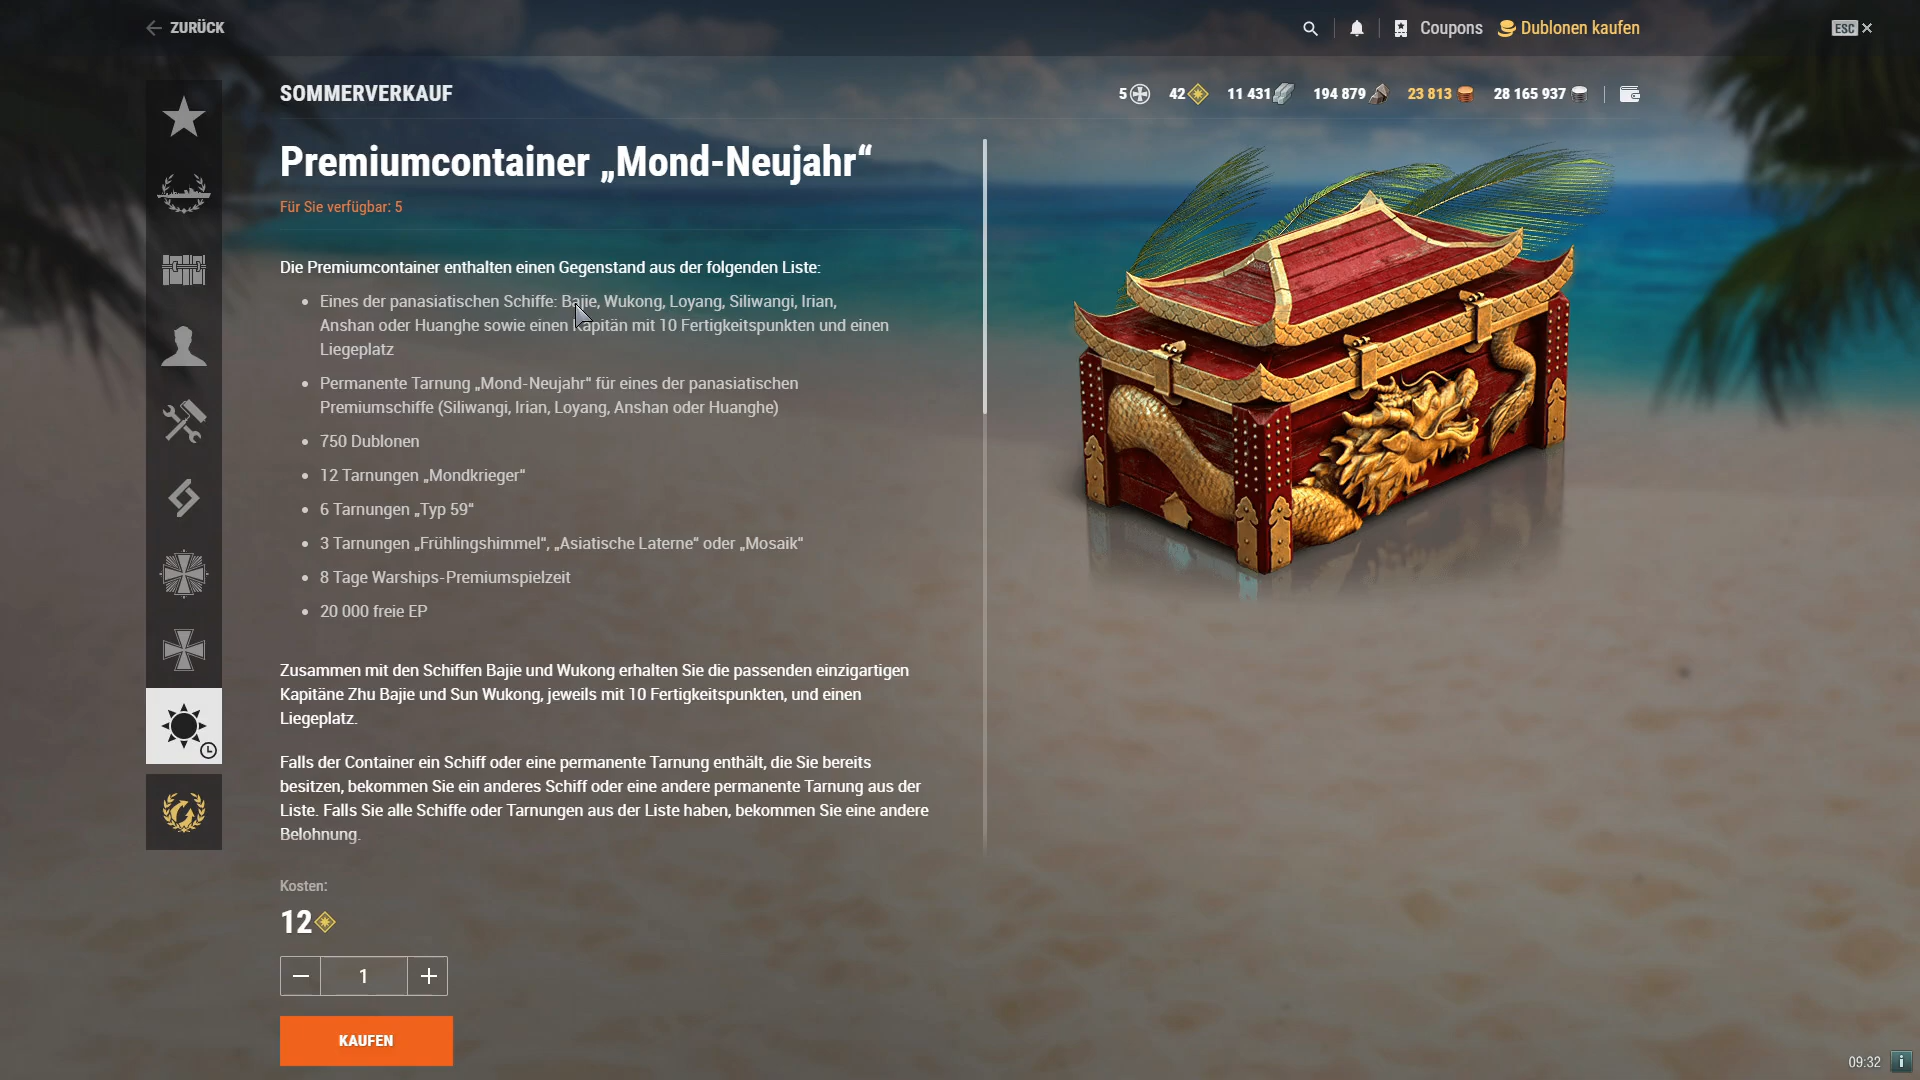 ZURÜCK
Coupons
Dublonen kaufen
ESC
SOMMERVERKAUF
5
42
11 431
194 879
23 813
28 165 937
Premiumcontainer „Mond-Neujahr“
Für Sie verfügbar: 5
Die Premiumcontainer enthalten einen Gegenstand aus der folgenden Liste:
• Eines der panasiatischen Schiffe: Bajie, Wukong, Loyang, Siliwangi, Irian,
Anshan oder Huanghe sowie einen Kapitän mit 10 Fertigkeitspunkten und einen
Liegeplatz
• Permanente Tarnung „Mond-Neujahr“ für eines der panasiatischen
Premiumschiffe (Siliwangi, Irian, Loyang, Anshan oder Huanghe)
• 750 Dublonen
• 12 Tarnungen „Mondkrieger“
• 6 Tarnungen „Typ 59“
• 3 Tarnungen „Frühlingshimmel“, „Asiatische Laterne“ oder „Mosaik“
• 8 Tage Warships-Premiumspielzeit
• 20 000 freie EP
Zusammen mit den Schiffen Bajie und Wukong erhalten Sie die passenden einzigartigen
Kapitäne Zhu Bajie und Sun Wukong, jeweils mit 10 Fertigkeitspunkten, und einen
Liegeplatz.
Falls der Container ein Schiff oder eine permanente Tarnung enthält, die Sie bereits
besitzen, bekommen Sie ein anderes Schiff oder eine andere permanente Tarnung aus der
Liste. Falls Sie alle Schiffe oder Tarnungen aus der Liste haben, bekommen Sie eine andere
Belohnung.
Kosten:
12
1
KAUFEN
09:32